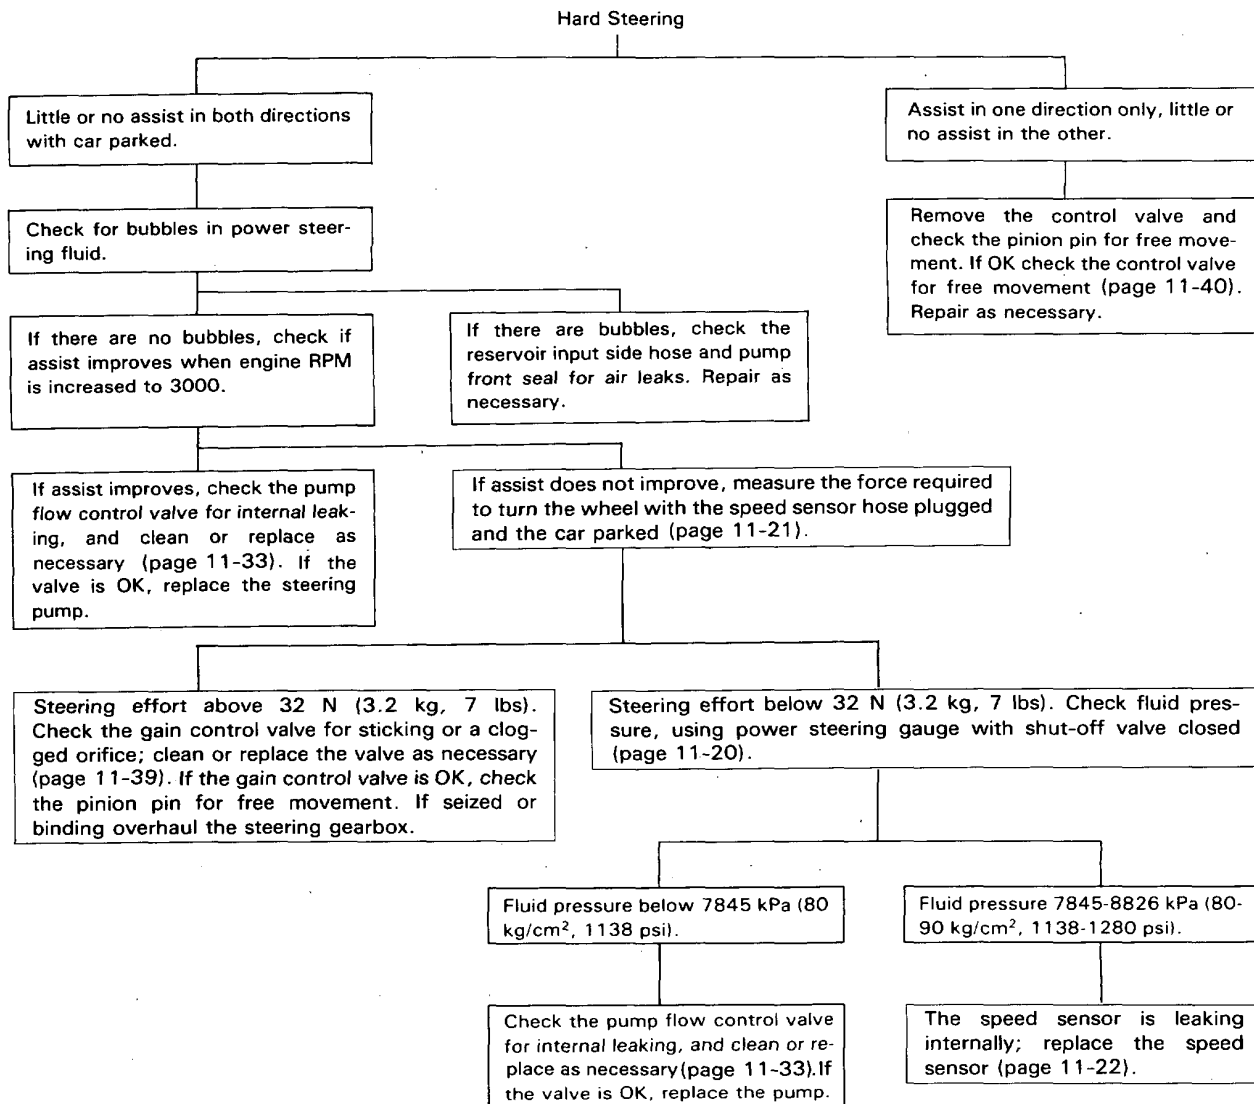 Hard Steering
Little or no assist in both directions
with car parked.
Assist in one direction only, little or
no assist in the other.
Check for bubbles in power steer-
ing fluid.
Remove the control valve and
check the pinion pin for free move-
ment. If OK check the control valve
for free movement (page 11-40).
Repair as necessary.
If there are no bubbles, check if
assist improves when engine RPM
is increased to 3000.
If there are bubbles, check the
reservoir input side hose and pump
front seal for air leaks. Repair as
necessary.
If assist improves, check the pump
flow control valve for internal leak-
ing, and clean or replace as
necessary (page 11-33). If the
valve is OK, replace the steering
pump.
If assist does not improve, measure the force required
to turn the wheel with the speed sensor hose plugged
and the car parked (page 11-21).
Steering effort above 32 N (3.2 kg, 7 lbs).
Check the gain control valve for sticking or a clog-
ged orifice; clean or replace the valve as necessary
(page 11-39). If the gain control valve is OK, check
the pinion pin for free movement. If seized or
binding overhaul the steering gearbox.
Steering effort below 32 N (3.2 kg, 7 lbs). Check fluid pres-
sure, using power steering gauge with shut-off valve closed
(page 11-20).
Fluid pressure below 7845 kPa (80
kg/cm², 1138 psi).
Fluid pressure 7845-8826 kPa (80-
90 kg/cm², 1138-1280 psi).
Check the pump flow control valve
for internal leaking, and clean or re-
place as necessary(page 11-33).If
the valve is OK, replace the pump.
The speed sensor is leaking
internally; replace the speed
sensor (page 11-22).